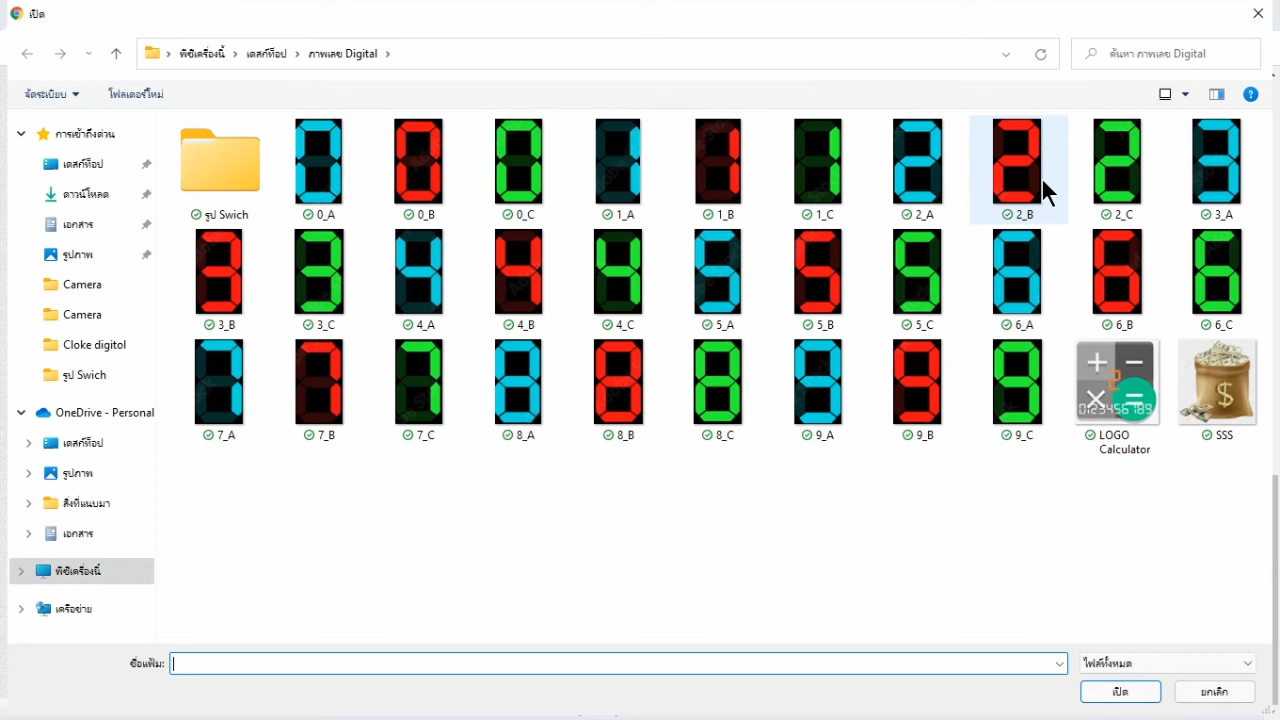 เปิด
พีซีเครื่องนี้ เดสก์ท็อป ภาพเลข Digital
ค้นหา ภาพเลข Digital
จัดระเบียบ โฟลเดอร์ใหม่
การเข้าถึงด่วน
เดสก์ท็อป
ดาวน์โหลด
เอกสาร
รูปภาพ
Camera
Camera
Cloke digitol
รูป Swich
OneDrive - Personal
เดสก์ท็อป
รูปภาพ
สิ่งที่แนบมา
เอกสาร
พีซีเครื่องนี้
เครือข่าย
รูป Swich 0_A 0_B 0_C 1_A 1_B 1_C 2_A 2_B 2_C 3_A
3_B 3_C 4_A 4_B 4_C 5_A 5_B 5_C 6_A 6_B 6_C
0123456789
7_A 7_B 7_C 8_A 8_B 8_C 9_A 9_B 9_C LOGO Calculator SSS
ชื่อแฟ้ม:
ไฟล์ทั้งหมด
เปิด ยกเลิก